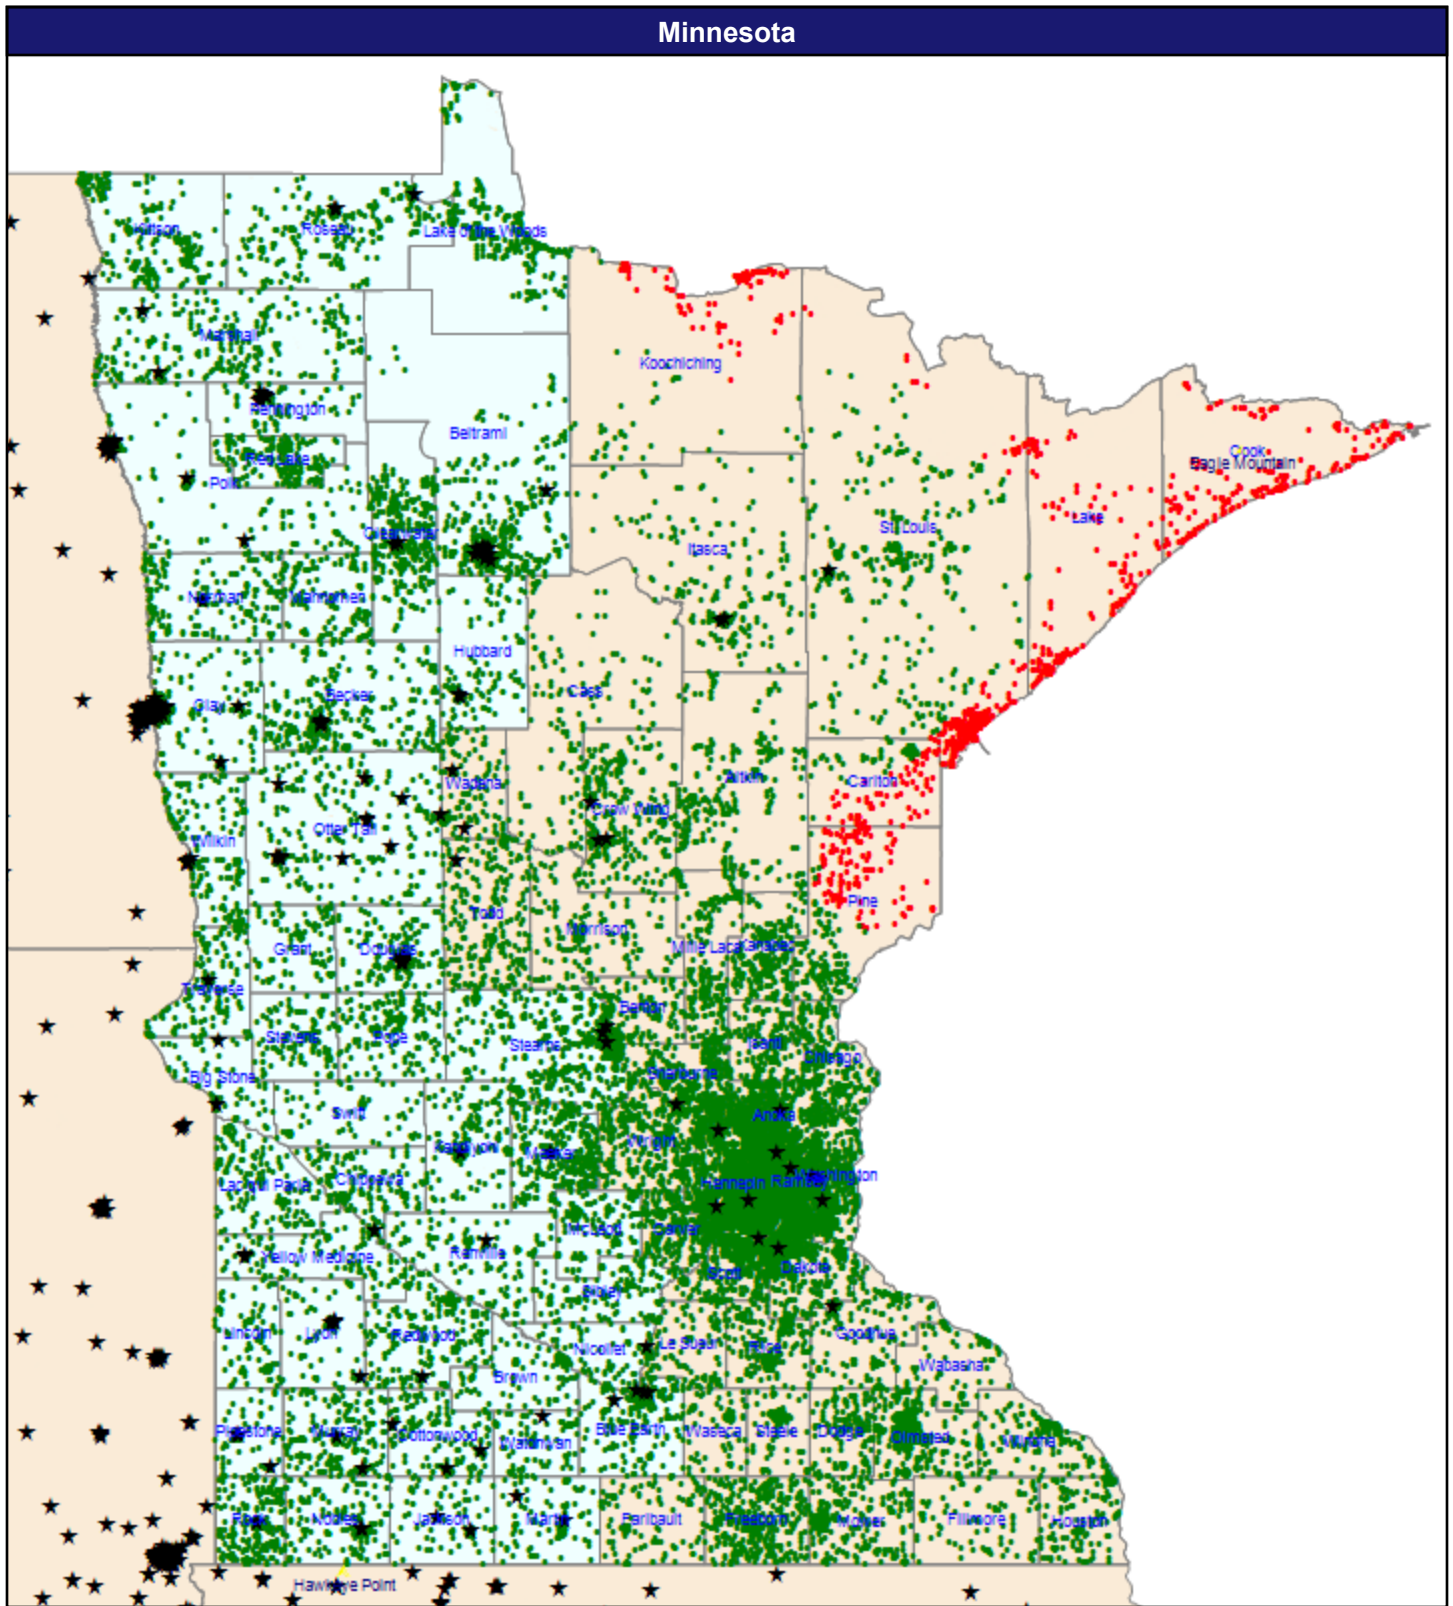 Minnesota
Kittson
Roseau
Lake of the Woods
Marshall
Koochiching
Pennington
Beltrami
Cook
Red Lake
Eagle Mountain
Polk
Lake
St. Louis
Clearwater
Itasca
Norman
Mahnomen
Hubbard
Cass
Becker
Clay
Aitkin
Carlton
Wadena
Crow Wing
Otter Tail
Wilkin
Pine
Todd
Morrison
Grant
Douglas
Mille Lacs
Kanabec
Traverse
Benton
Stevens
Pope
Stearns
Isanti
Chisago
Big Stone
Sherburne
Swift
Anoka
Kandiyohi
Meeker
Wright
Lac qui Parle
Chippewa
Hennepin
Ramsey
Washington
McLeod
Carver
Yellow Medicine
Renville
Scott
Dakota
Sibley
Lincoln
Lyon
Redwood
Nicollet
Le Sueur
Rice
Goodhue
Wabasha
Brown
Pipestone
Murray
Cottonwood
Watonwan
Blue Earth
Waseca
Steele
Dodge
Olmsted
Winona
Rock
Nobles
Jackson
Martin
Faribault
Freeborn
Mower
Fillmore
Houston
Hawkeye Point